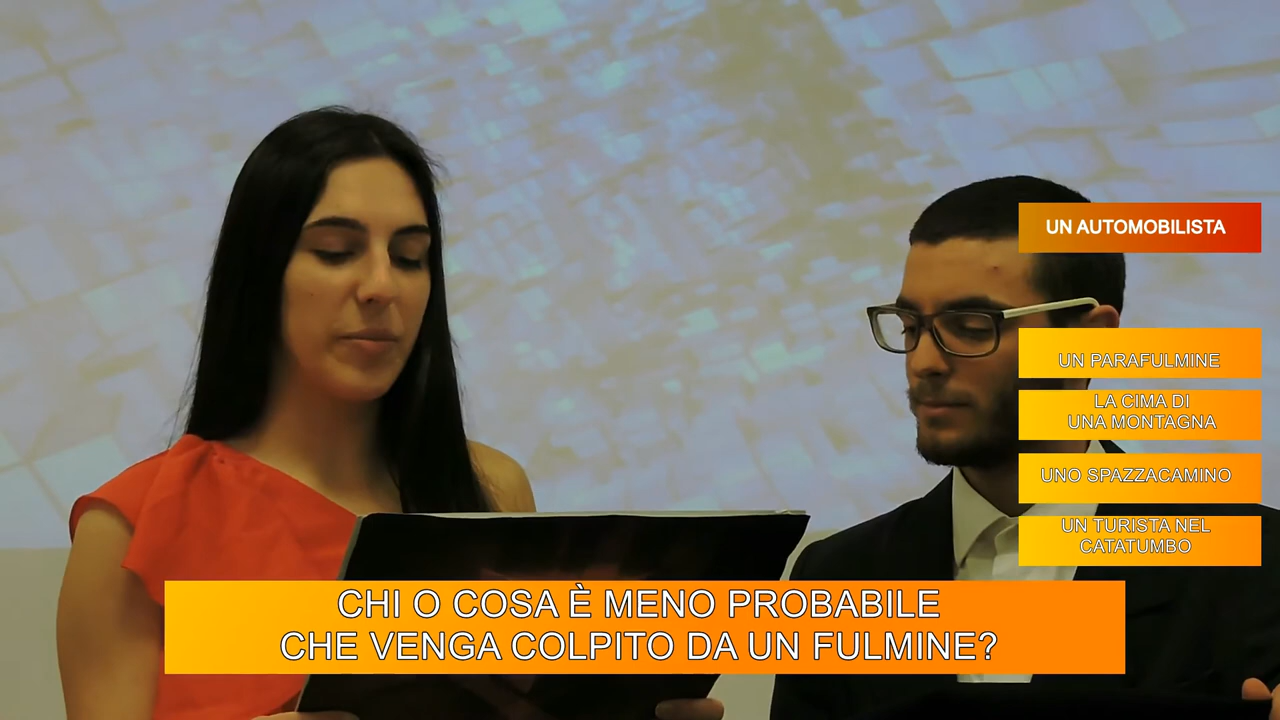 UN AUTOMOBILISTA
UN PARAFULMINE
LA CIMA DI
UNA MONTAGNA
UNO SPAZZACAMINO
UN TURISTA NEL
CATATUMBO
CHI O COSA È MENO PROBABILE
CHE VENGA COLPITO DA UN FULMINE?